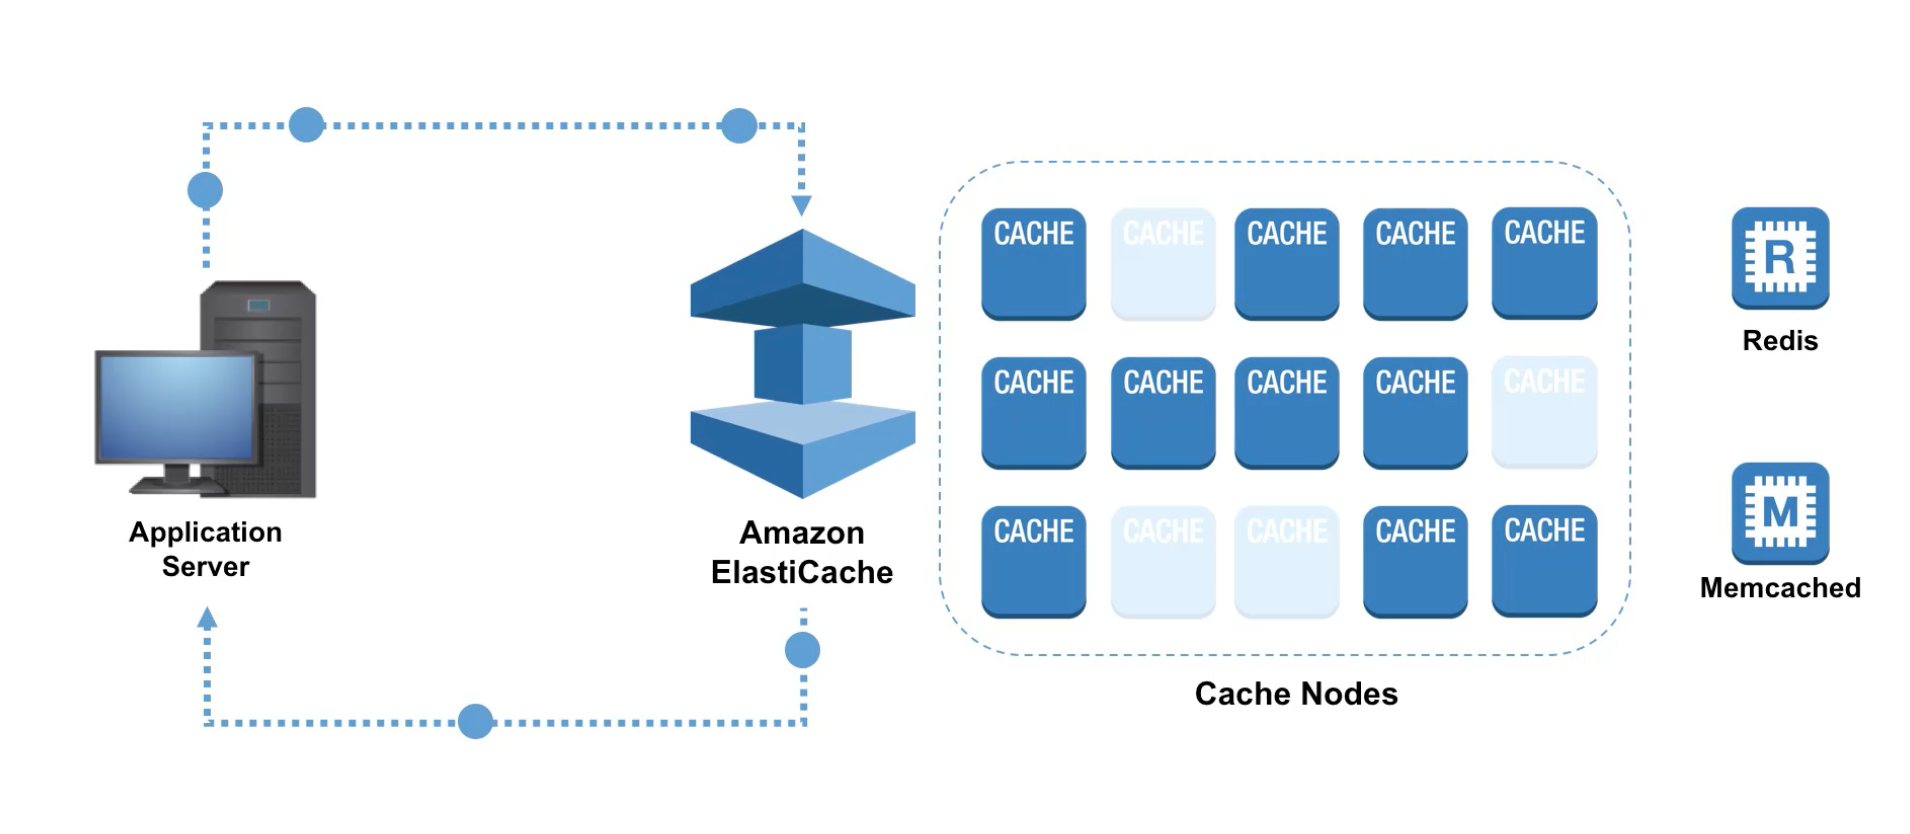 CACHE CACHE CACHE CACHE CACHE
R
Redis
CACHE CACHE CACHE CACHE CACHE
M
Memcached
CACHE CACHE CACHE CACHE CACHE
Application
Server
Amazon
ElastiCache
Cache Nodes